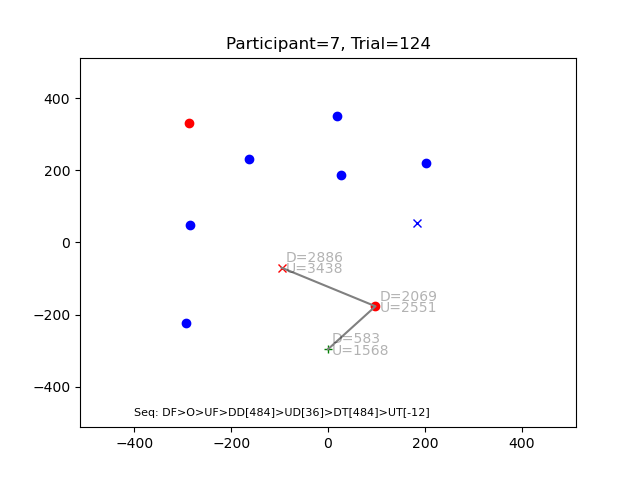 Participant=7, Trial=124
400
200
0
−200
−400
D=2886
U=3438
D=2069
U=2551
D=583
U=1568
Seq: DF>O>UF>DD[484]>UD[36]>DT[484]>UT[-12]
−400 −200 0 200 400